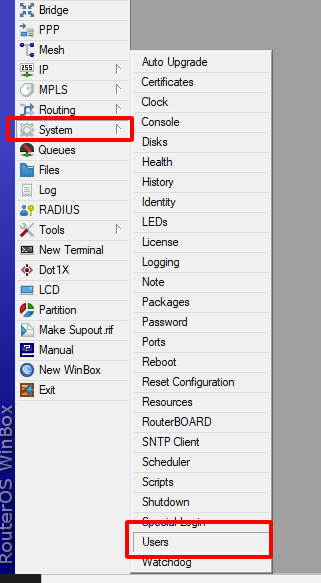 Bridge
PPP
Mesh
255
IP
MPLS
Routing
System
Queues
Files
Log
RADIUS
Tools
New Terminal
Dot1X
LCD
Partition
Make Supout.rif
Manual
New WinBox
Exit
Auto Upgrade
Certificates
Clock
Console
Disks
Health
History
Identity
LEDs
License
Logging
Note
Packages
Password
Ports
Reboot
Reset Configuration
Resources
RouterBOARD
SNTP Client
Scheduler
Scripts
Shutdown
Special Login
Users
Watchdog
RouterOS WinBox